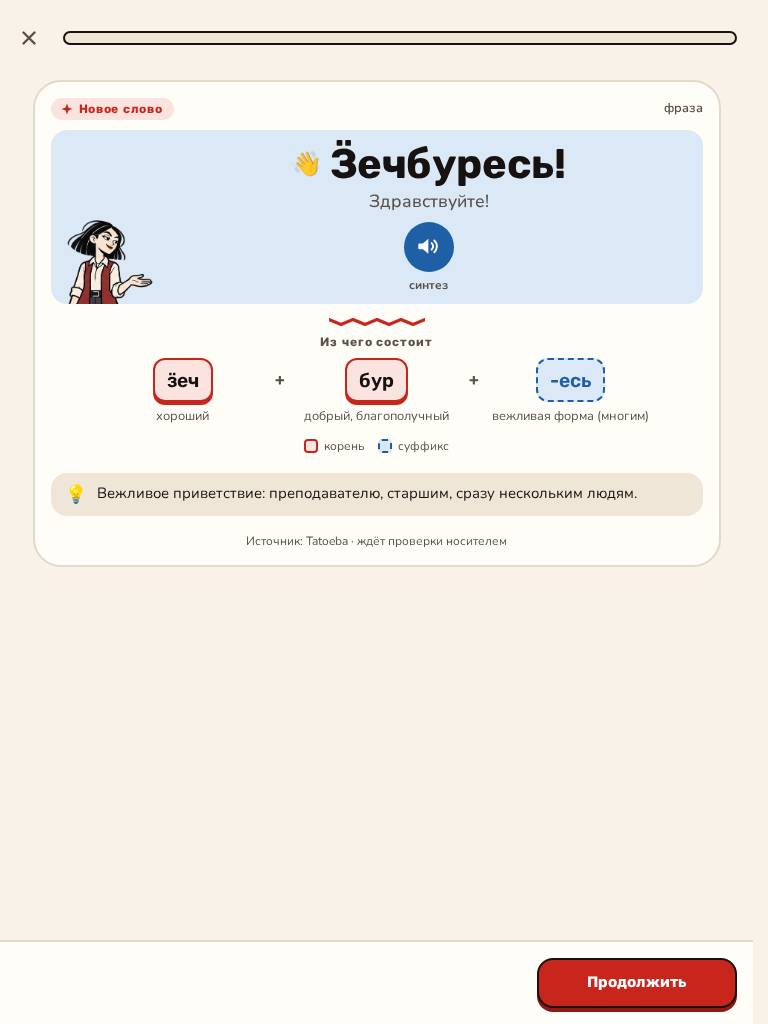 Новое слово
фраза
Ӟечбуресь!
Здравствуйте!
синтез
Из чего состоит
ӟеч + бур + -есь
хороший добрый, благополучный вежливая форма (многим)
корень суффикс
Вежливое приветствие: преподавателю, старшим, сразу нескольким людям.
Источник: Tatoeba · ждёт проверки носителем
Продолжить